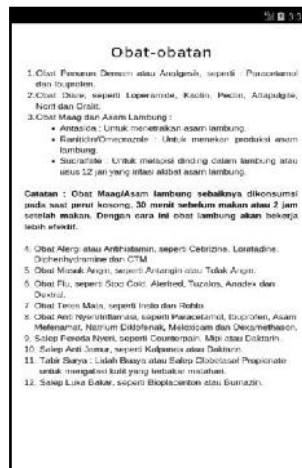 Obat-obatan
1. Obat Penurun Demam atau Analgesik, seperti : Paracetamol
dan Ibuprofen.
2. Obat Diare, seperti Loperamide, Kaolin, Pectin, Attapulgite,
Norit dan Oralit.
3. Obat Maag dan Asam Lambung :
• Antasida : Untuk menetralkan asam lambung.
• Ranitidin/Omeprazole : Untuk menekan produksi asam
lambung.
• Sucralfate : Untuk melapisi dinding dalam lambung atau
usus 12 jari yang iritasi akibat asam lambung.
Catatan : Obat Maag/Asam lambung sebaiknya dikonsumsi
pada saat perut kosong, 30 menit sebelum makan atau 2 jam
setelah makan. Dengan cara ini obat lambung akan bekerja
lebih efektif.
4. Obat Alergi atau Antihistamin, seperti Cetirizine, Loratadine,
Diphenhydramine dan CTM
5. Obat Masuk Angin, seperti Antangin atau Tolak Angin.
6. Obat Flu, seperti Stop Cold, Alerfed, Tuzalos, Anadex dan
Dextral.
7. Obat Tetes Mata, seperti Insto dan Rohto.
8. Obat Anti Nyeri/Inflamasi, seperti Paracetamol, Ibuprofen, Asam
Mefenamat, Natrium Diklofenak, Meloxicam dan Dexamethason.
9. Salep Pereda Nyeri, seperti Counterpain, Mipi atau Daktarin.
10. Salep Anti Jamur, seperti Kalpanax atau Daktarin.
11. Tabir Surya : Lidah Buaya atau Salep Clobetasol Propionate
untuk mengatasi kulit yang terbakar matahari.
12. Salep Luka Bakar, seperti Bioplacenton atau Burnazin.